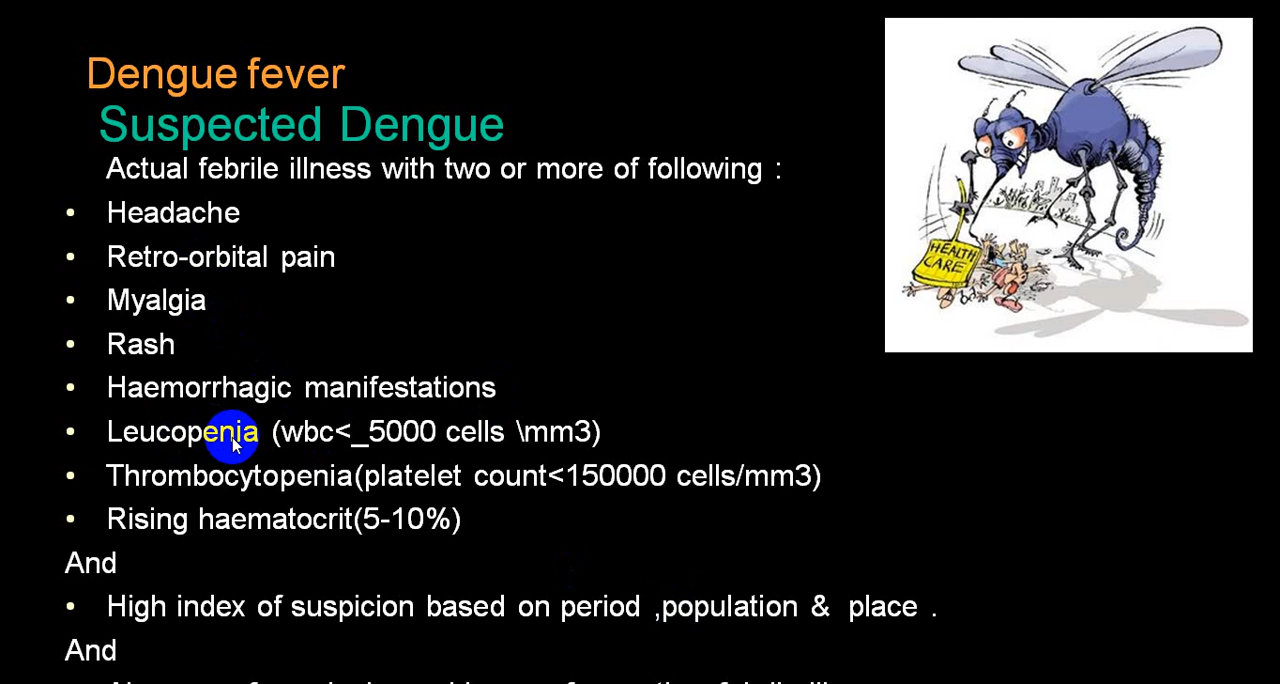 Dengue fever
Suspected Dengue
Actual febrile illness with two or more of following :
• Headache
• Retro-orbital pain
• Myalgia
• Rash
• Haemorrhagic manifestations
• Leucopenia (wbc<_5000 cells \mm3)
• Thrombocytopenia(platelet count<150000 cells/mm3)
• Rising haematocrit(5-10%)
And
• High index of suspicion based on period ,population & place .
And
HEALTH
CARE